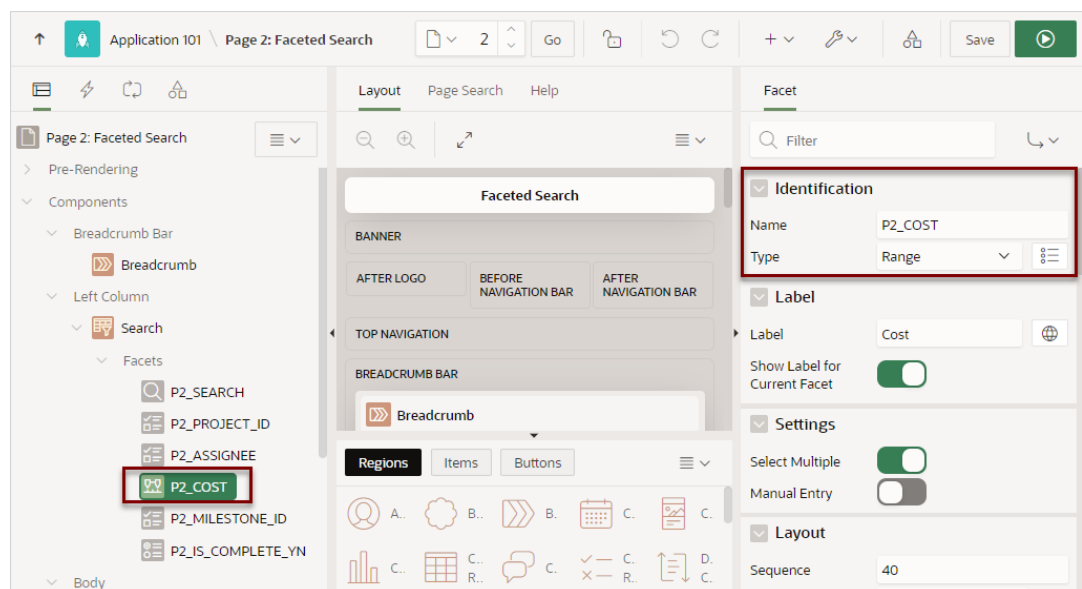 Application 101 \ Page 2: Faceted Search
2
Go
Save
Layout
Page Search
Help
Facet
Page 2: Faceted Search
Pre-Rendering
Components
Breadcrumb Bar
Breadcrumb
Left Column
Search
Facets
P2_SEARCH
P2_PROJECT_ID
P2_ASSIGNEE
P2_COST
P2_MILESTONE_ID
P2_IS_COMPLETE_YN
Body
Faceted Search
BANNER
AFTER LOGO
BEFORE
NAVIGATION BAR
AFTER
NAVIGATION BAR
TOP NAVIGATION
BREADCRUMB BAR
Breadcrumb
Regions
Items
Buttons
A..
B..
B.
C.
C.
C..
C..
R..
C.
C.
R..
D.
C..
Filter
Identification
Name
P2_COST
Type
Range
Label
Label
Cost
Show Label for
Current Facet
Settings
Select Multiple
Manual Entry
Layout
Sequence
40